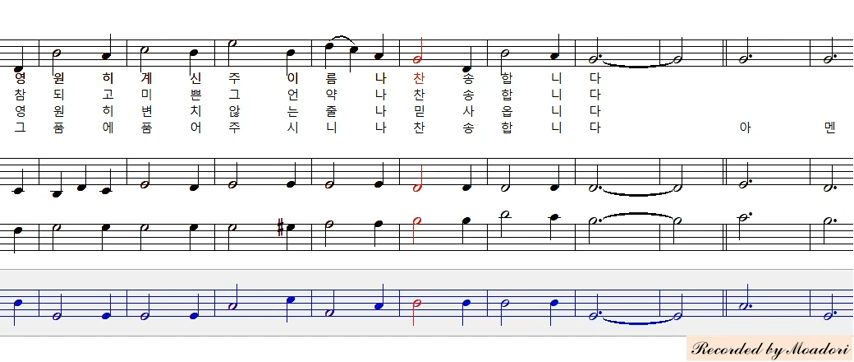 영 원 히 계 신 주 이 름 나 찬 송 합 니 다
참 되 고 미 쁜 그 언 약 나 찬 송 합 니 다
영 원 히 변 치 않 는 줄 나 믿 사 옵 니 다
그 품 에 품 어 주 시 니 나 찬 송 합 니 다 아 멘
Recorded by Moadori